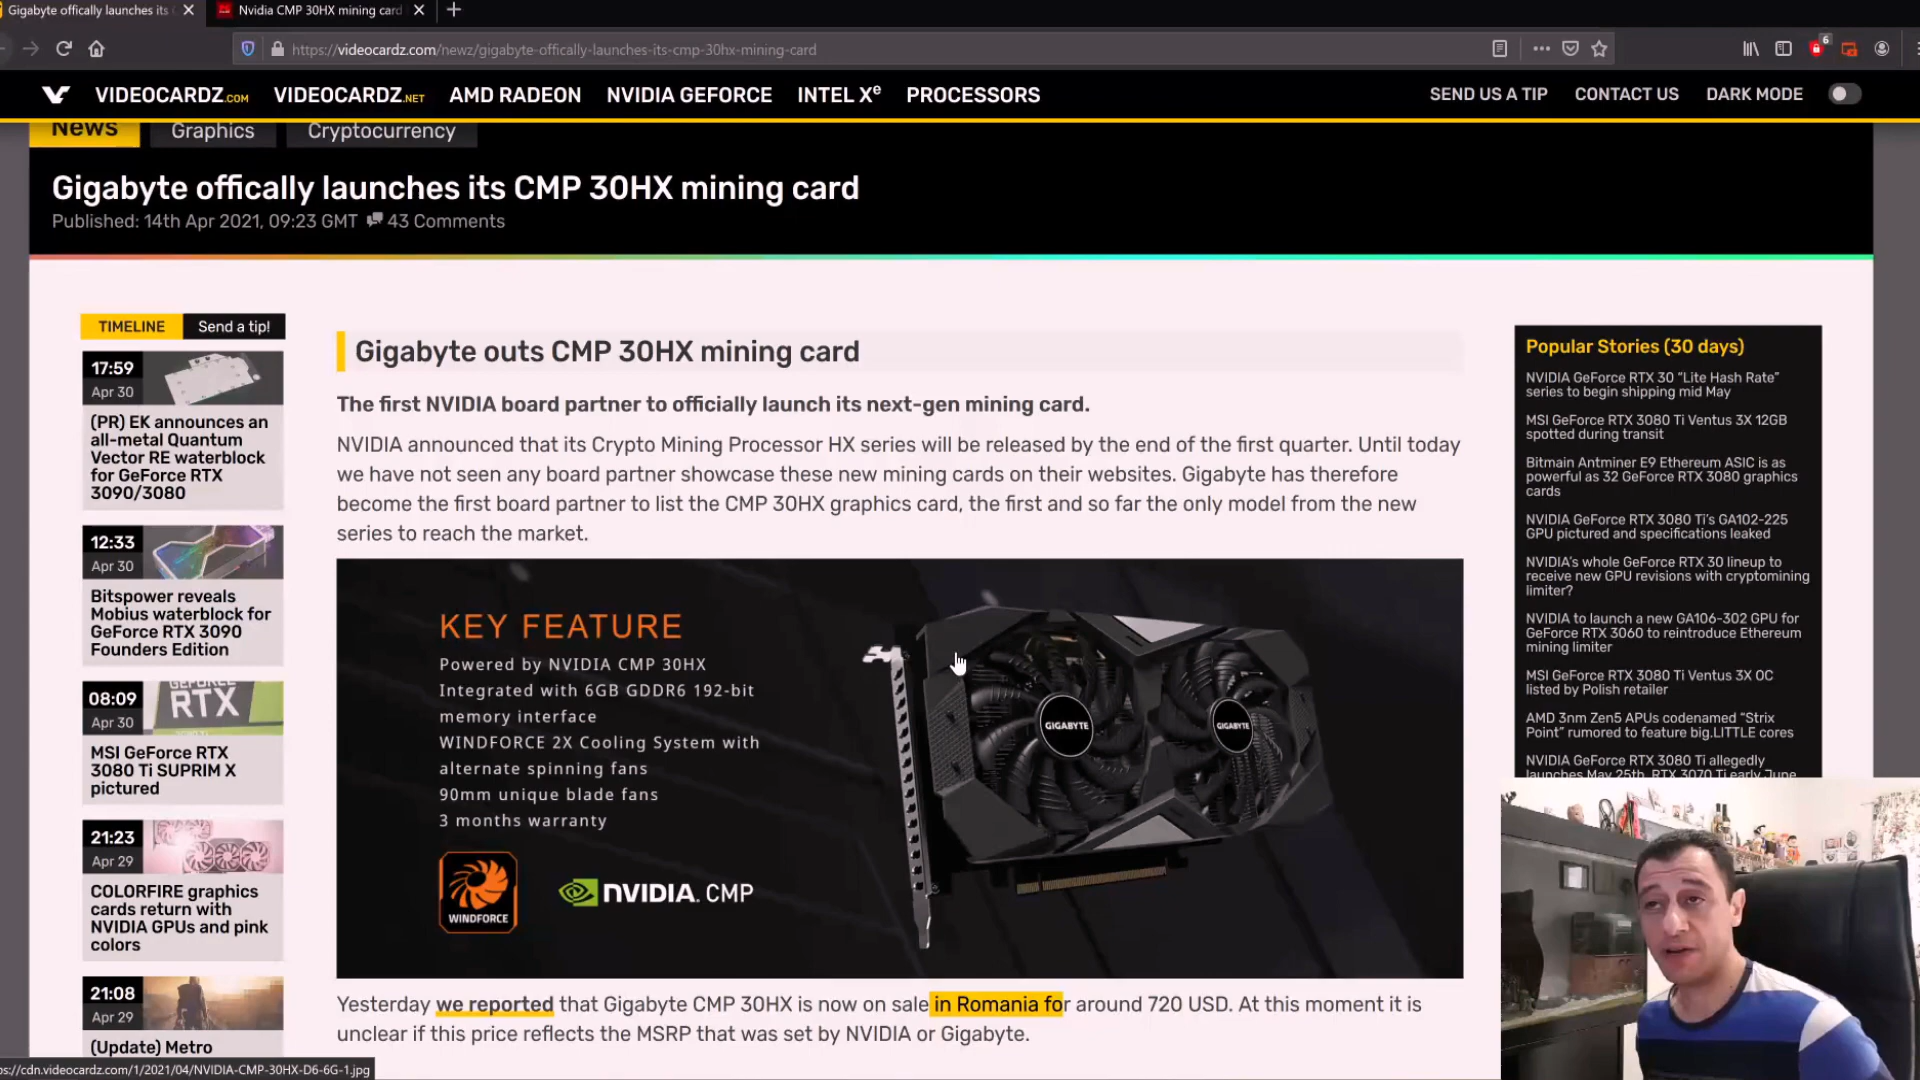 Gigabyte offically launches its
Nvidia CMP 30HX mining card
https://videocardz.com/newz/gigabyte-offically-launches-its-cmp-30hx-mining-card
6
VIDEOCARDZ.COM VIDEOCARDZ.NET AMD RADEON NVIDIA GEFORCE INTEL Xe PROCESSORS SEND US A TIP CONTACT US DARK MODE
News Graphics Cryptocurrency
Gigabyte offically launches its CMP 30HX mining card
Published: 14th Apr 2021, 09:23 GMT 43 Comments
TIMELINE Send a tip!
17:59
Apr 30
(PR) EK announces an
all-metal Quantum
Vector RE waterblock
for GeForce RTX
3090/3080
12:33
Apr 30
Bitspower reveals
Mobius waterblock for
GeForce RTX 3090
Founders Edition
08:09
Apr 30
GEFORCE
RTX
MSI GeForce RTX
3080 Ti SUPRIM X
pictured
21:23
Apr 29
COLORFIRE graphics
cards return with
NVIDIA GPUs and pink
colors
21:08
Apr 29
(Update) Metro
Gigabyte outs CMP 30HX mining card
The first NVIDIA board partner to officially launch its next-gen mining card.
NVIDIA announced that its Crypto Mining Processor HX series will be released by the end of the first quarter. Until today
we have not seen any board partner showcase these new mining cards on their websites. Gigabyte has therefore
become the first board partner to list the CMP 30HX graphics card, the first and so far the only model from the new
series to reach the market.
KEY FEATURE
Powered by NVIDIA CMP 30HX
Integrated with 6GB GDDR6 192-bit
memory interface
WINDFORCE 2X Cooling System with
alternate spinning fans
90mm unique blade fans
3 months warranty
WINDFORCE
NVIDIA. CMP
GIGABYTE
GIGABYTE
Yesterday we reported that Gigabyte CMP 30HX is now on sale in Romania for around 720 USD. At this moment it is
unclear if this price reflects the MSRP that was set by NVIDIA or Gigabyte.
Popular Stories (30 days)
NVIDIA GeForce RTX 30 “Lite Hash Rate”
series to begin shipping mid May
MSI GeForce RTX 3080 Ti Ventus 3X 12GB
spotted during transit
Bitmain Antminer E9 Ethereum ASIC is as
powerful as 32 GeForce RTX 3080 graphics
cards
NVIDIA GeForce RTX 3080 Ti’s GA102-225
GPU pictured and specifications leaked
NVIDIA’s whole GeForce RTX 30 lineup to
receive new GPU revisions with cryptomining
limiter?
NVIDIA to launch a new GA106-302 GPU for
GeForce RTX 3060 to reintroduce Ethereum
mining limiter
MSI GeForce RTX 3080 Ti Ventus 3X OC
listed by Polish retailer
AMD 3nm Zen5 APUs codenamed “Strix
Point” rumored to feature big.LITTLE cores
NVIDIA GeForce RTX 3080 Ti allegedly
launches May 25th, RTX 3070 Ti early June
ps://cdn.videocardz.com/1/2021/04/NVIDIA-CMP-30HX-D6-6G-1.jpg